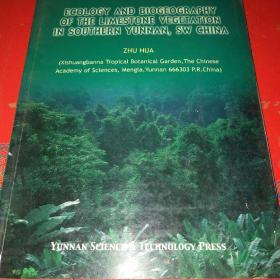 ECOLOGY AND BIOGEOGRAPHY
OF THE LIMESTONE VEGETATION
IN SOUTHERN YUNNAN, SW CHINA
ZHU HUA
(Xishuangbanna Tropical Botanical Garden,The Chinese
Academy of Sciences, Mengla,Yunnan 666303 P.R.China)
YUNNAN SCIENCE & TECHNOLOGY PRESS